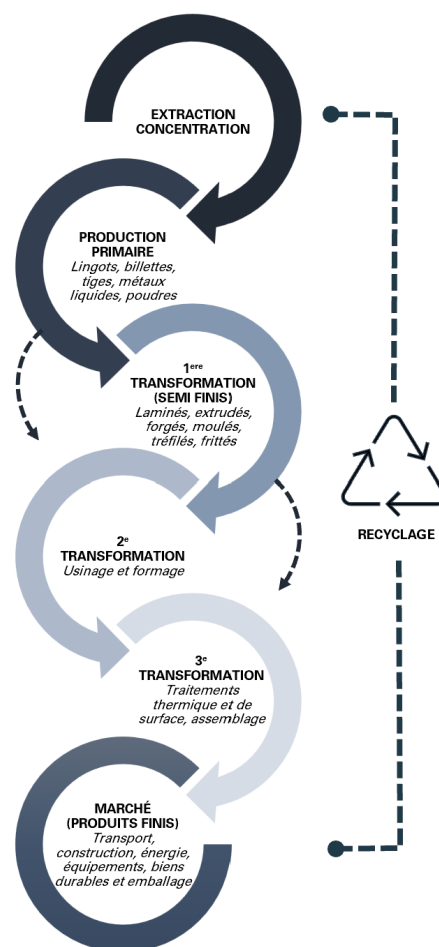 EXTRACTION
CONCENTRATION
PRODUCTION
PRIMAIRE
Lingots, billettes,
tiges, métaux
liquides, poudres
1ere
TRANSFORMATION
(SEMI FINIS)
Laminés, extrudés,
forgés, moulés,
tréfilés, frittés
RECYCLAGE
2e
TRANSFORMATION
Usinage et formage
3e
TRANSFORMATION
Traitements
thermique et de
surface, assemblage
MARCHÉ
(PRODUITS FINIS)
Transport,
construction, énergie,
équipements, biens
durables et emballage